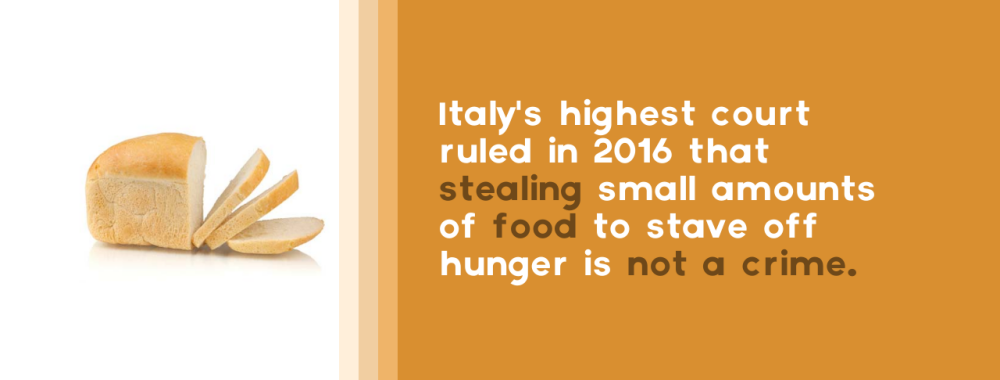 Italy's highest court
ruled in 2016 that
stealing small amounts
of food to stave off
hunger is not a crime.